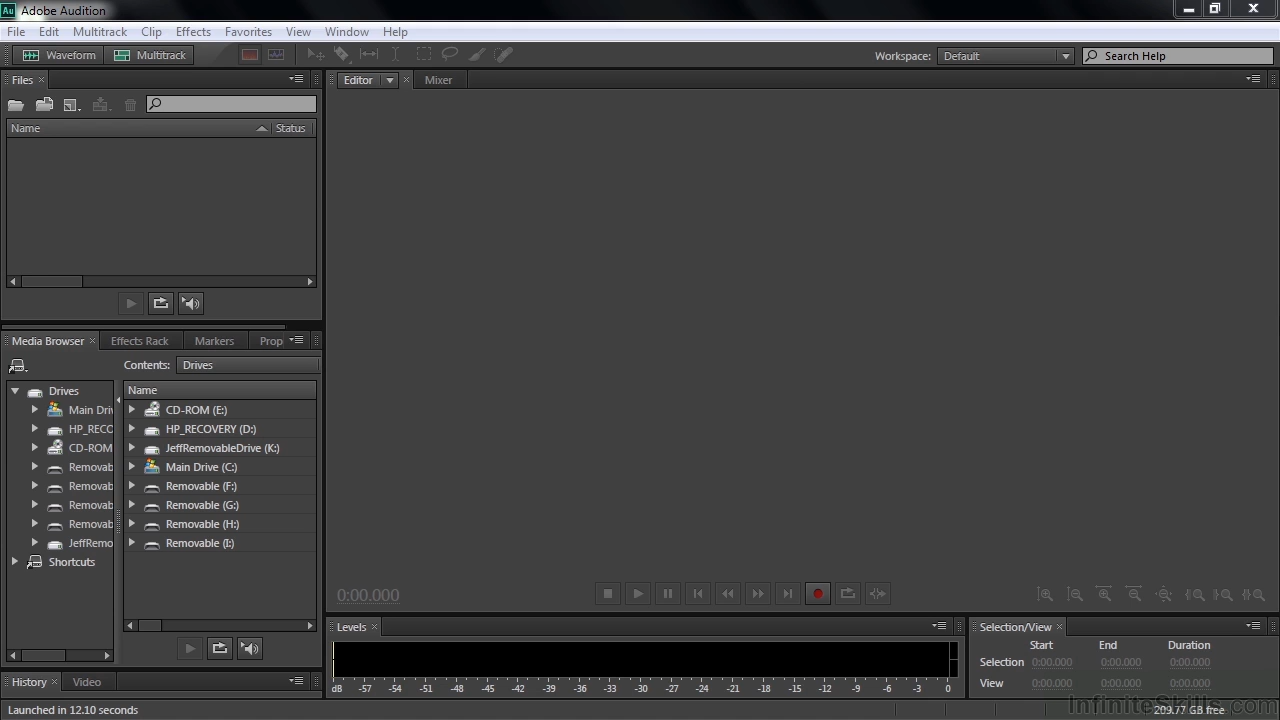 Au Adobe Audition
File Edit Multitrack Clip Effects Favorites View Window Help
Waveform Multitrack Workspace: Default Search Help
Files × Editor × Mixer
Name Status
Media Browser × Effects Rack Markers Prop
Contents: Drives
Drives Name
Main Driv CD-ROM (E:)
HP_RECO HP_RECOVERY (D:)
CD-ROM JeffRemovableDrive (K:)
Removab Main Drive (C:)
Removab Removable (F:)
Removab Removable (G:)
Removab Removable (H:)
JeffRemo Removable (I:)
Shortcuts
0:00.000
Levels × Selection/View ×
Start End Duration
Selection 0:00.000 0:00.000 0:00.000
View 0:00.000 0:00.000 0:00.000
dB -57 -54 -51 -48 -45 -42 -39 -36 -33 -30 -27 -24 -21 -18 -15 -12 -9 -6 -3 0
History × Video
Launched in 12.10 seconds 209.77 GB free
InfiniteSkills.com